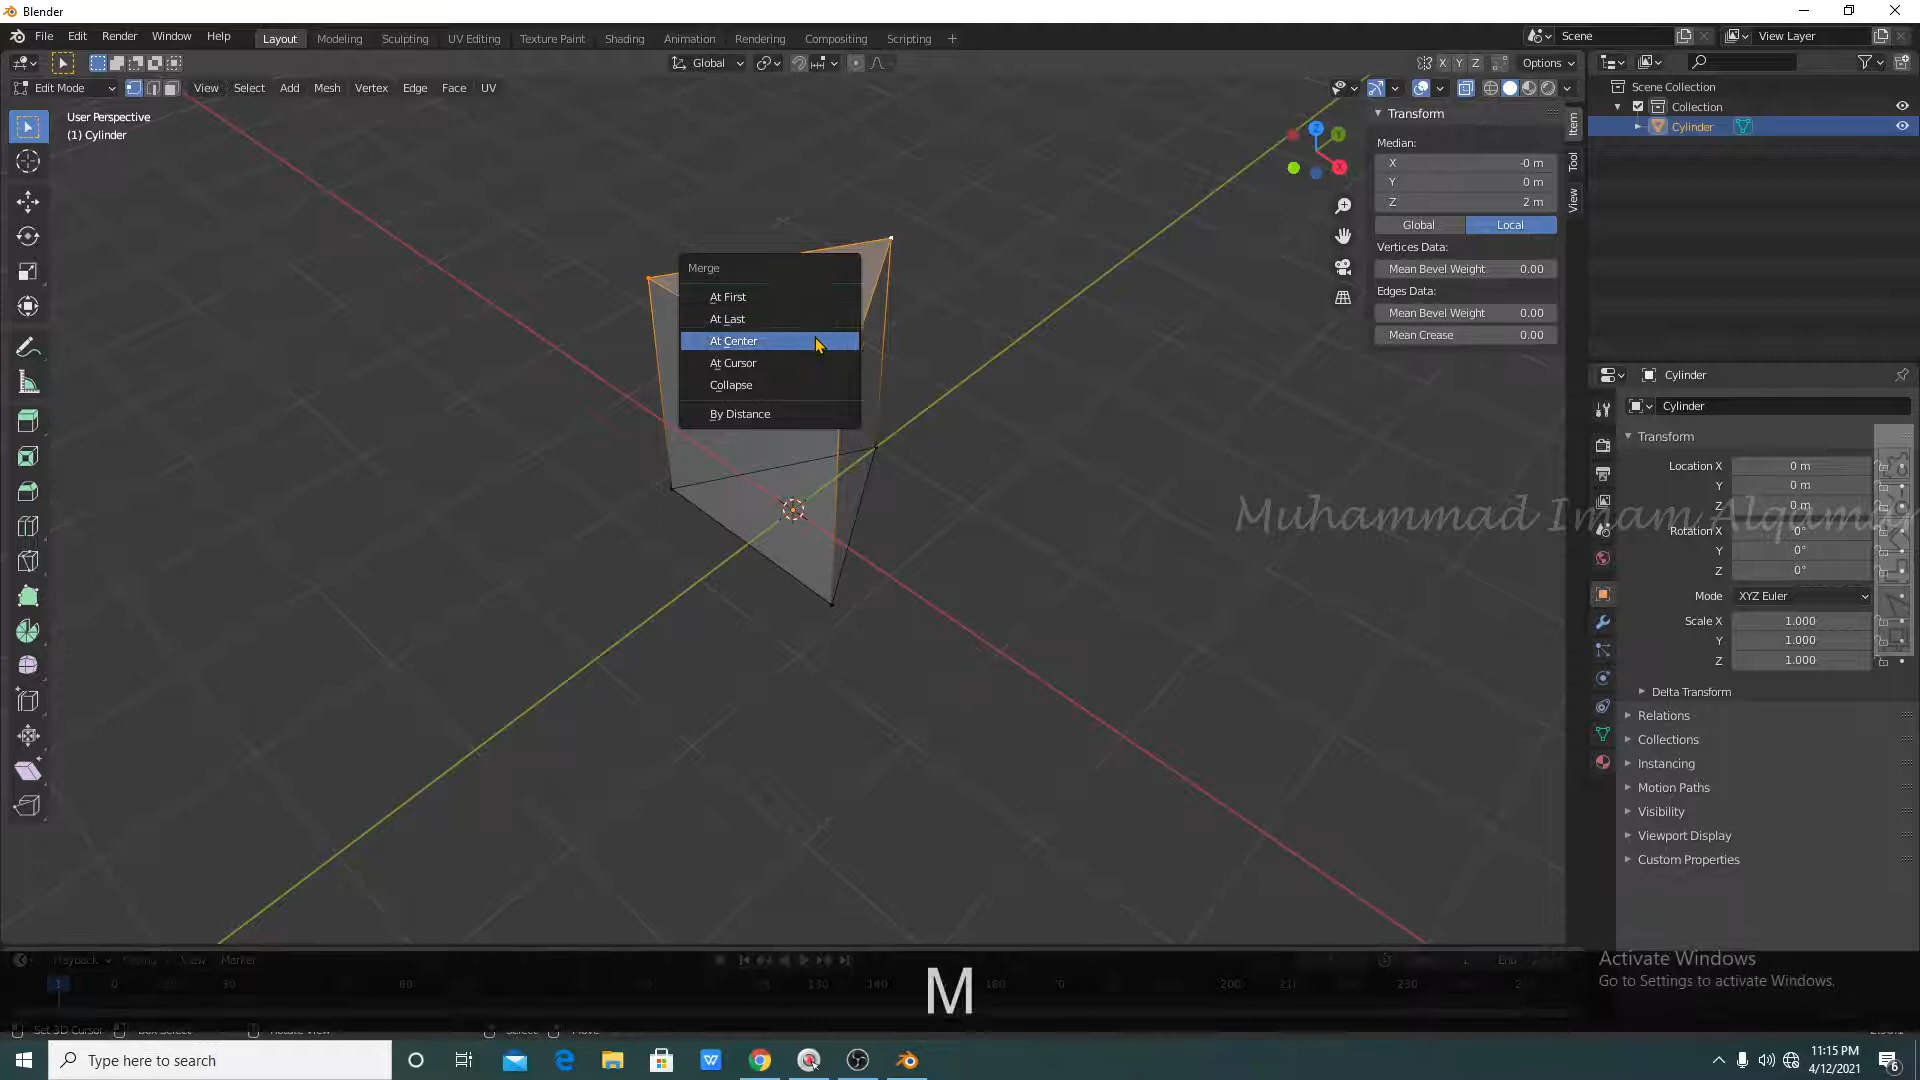 Blender
File Edit Render Window Help
Layout Modeling Sculpting UV Editing Texture Paint Shading Animation Rendering Compositing Scripting +
Scene
View Layer
Global
X Y Z
Options
Edit Mode
View Select Add Mesh Vertex Edge Face UV
User Perspective
(1) Cylinder
Merge
At First
At Last
At Center
At Cursor
Collapse
By Distance
Transform
Median:
X -0 m
Y 0 m
Z 2 m
Global Local
Vertices Data:
Mean Bevel Weight 0.00
Edges Data:
Mean Bevel Weight 0.00
Mean Crease 0.00
Item
Tool
View
Scene Collection
Collection
Cylinder
Cylinder
Cylinder
Transform
Location X 0 m
Y 0 m
Z 0 m
Rotation X 0°
Y 0°
Z 0°
Mode XYZ Euler
Scale X 1.000
Y 1.000
Z 1.000
Delta Transform
Relations
Collections
Instancing
Motion Paths
Visibility
Viewport Display
Custom Properties
Muhammad Imam Alqamar
Playback View Marker
M
Activate Windows
Go to Settings to activate Windows.
Set 3D Cursor Box Select Rotate View Select Move
Type here to search
11:15 PM
4/12/2021
6